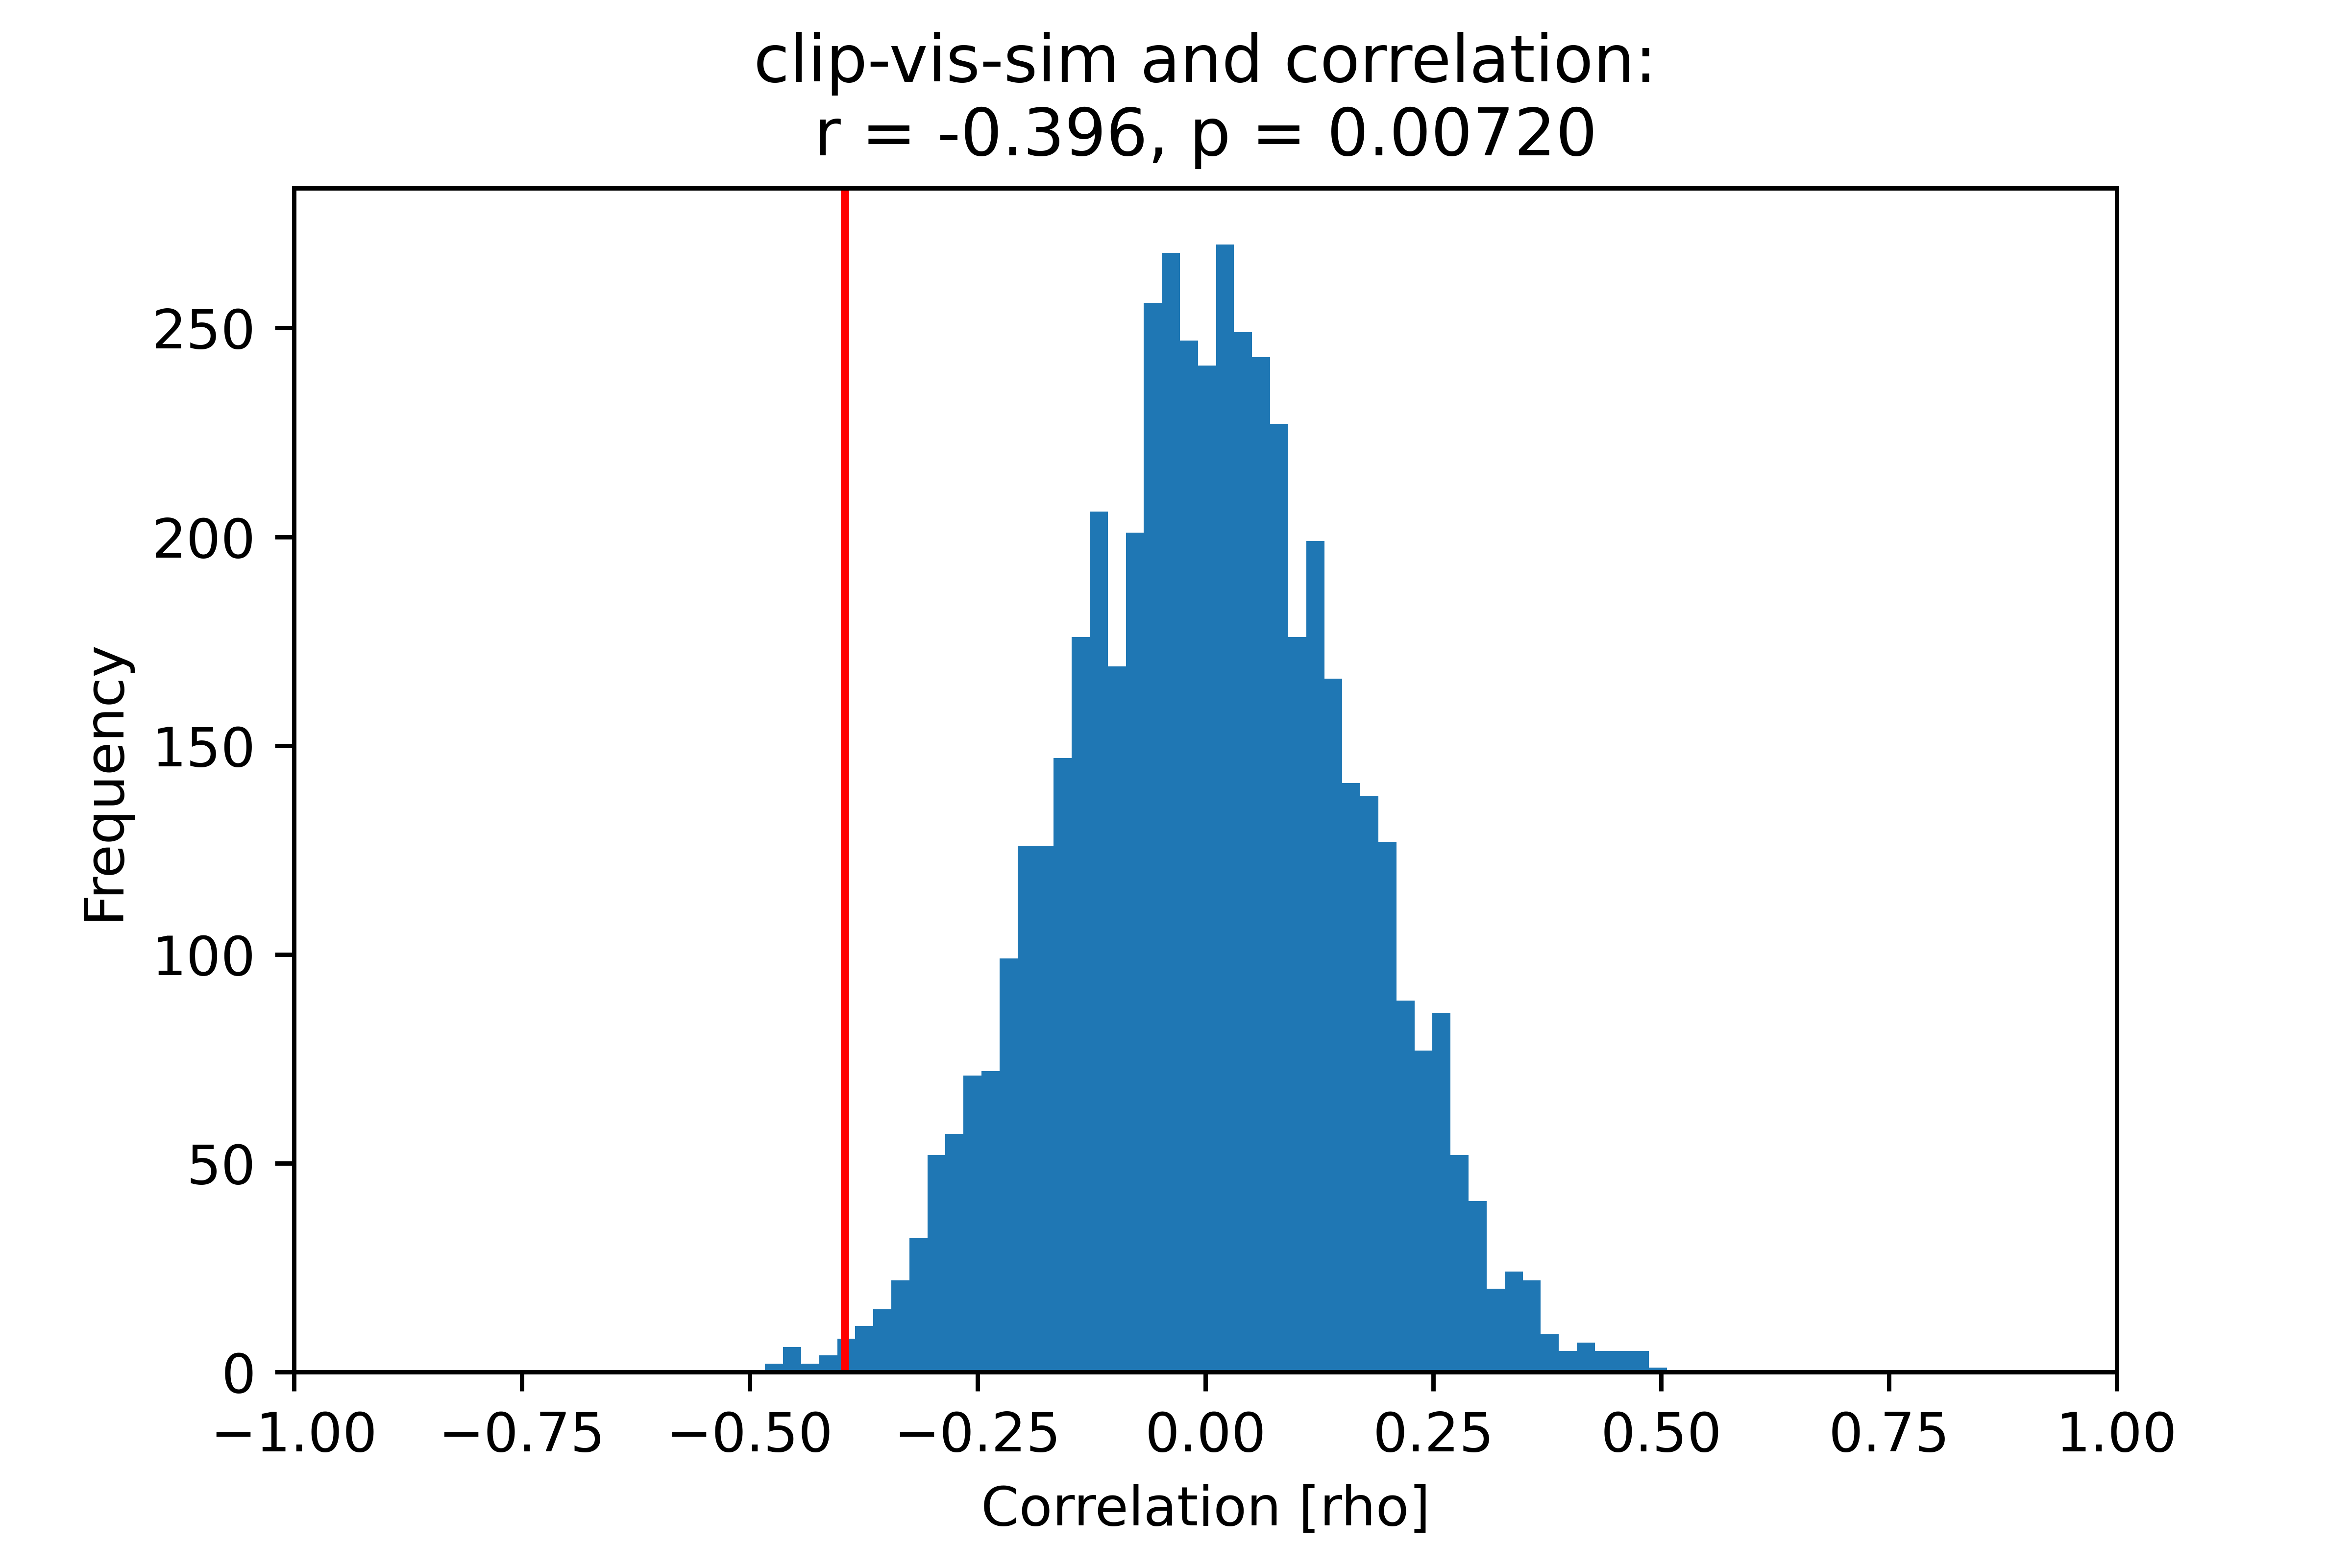 clip-vis-sim and correlation:
r = -0.396, p = 0.00720
250
200
150
100
50
0
Frequency
−1.00 −0.75 −0.50 −0.25 0.00 0.25 0.50 0.75 1.00
Correlation [rho]